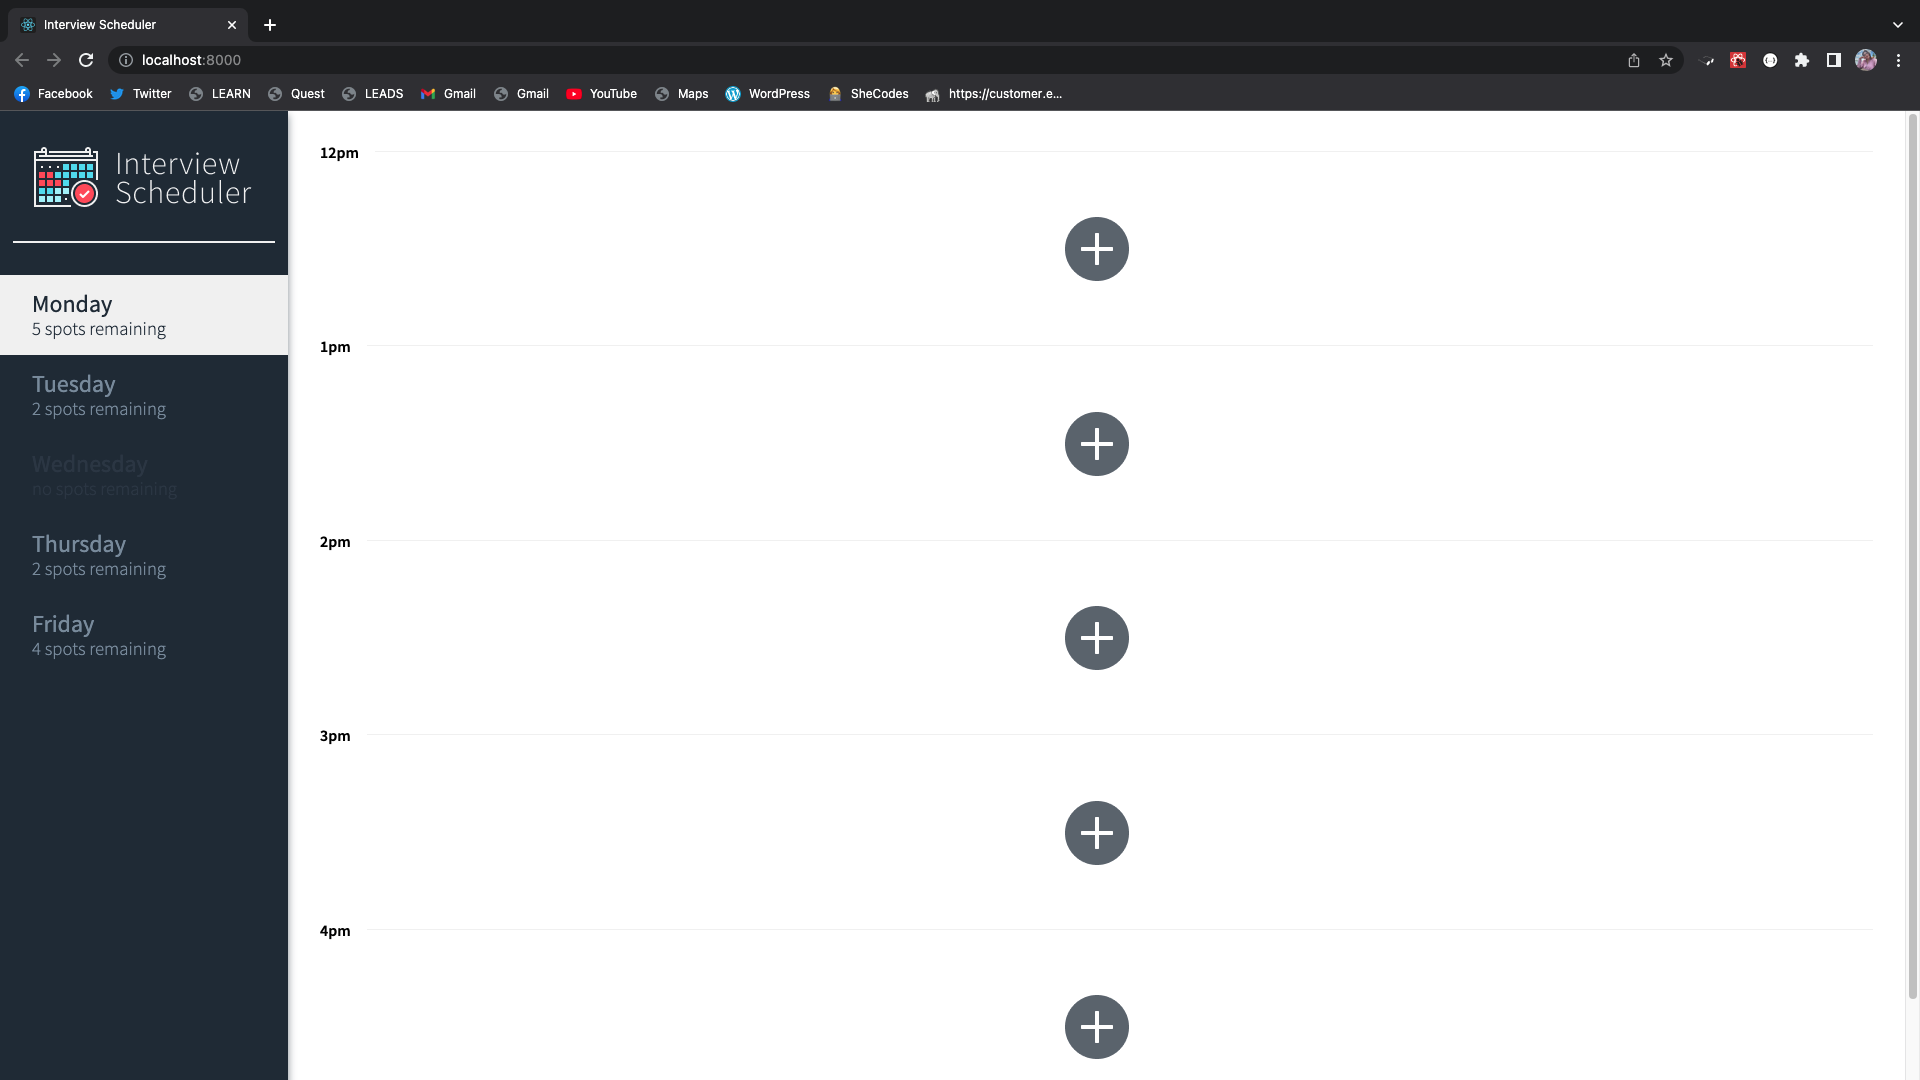 Interview Scheduler
localhost:8000
Facebook Twitter LEARN Quest LEADS Gmail Gmail YouTube Maps WordPress SheCodes https://customer.e...
Interview
Scheduler
Monday
5 spots remaining
Tuesday
2 spots remaining
Wednesday
no spots remaining
Thursday
2 spots remaining
Friday
4 spots remaining
12pm
1pm
2pm
3pm
4pm